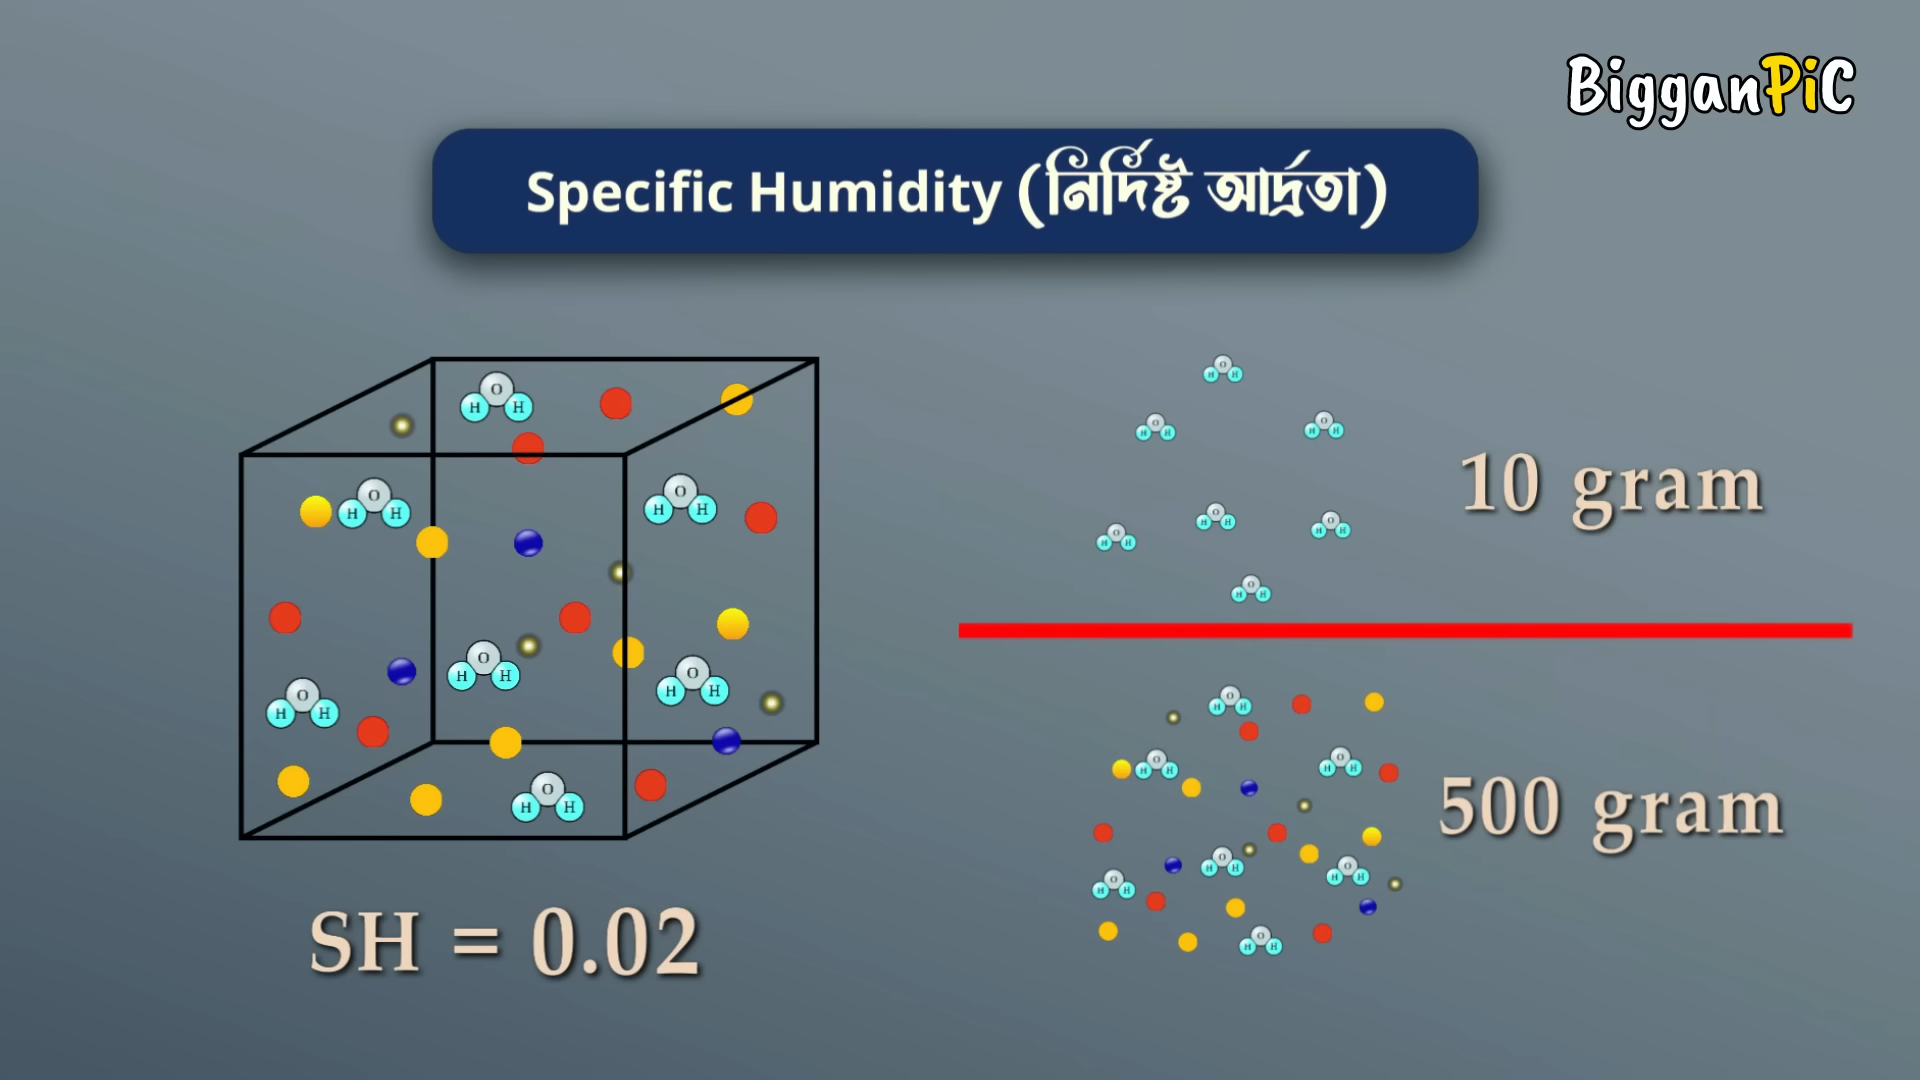 BigganPiC
Specific Humidity (নির্দিষ্ট আর্দ্রতা)
O
H H
O
H H
O
H H
O
H H
O
H H
O
H H
O
H H
SH = 0.02
O
H H
O
H H
O
H H
O
H H
O
H H
O
H H
O
H H
10 gram
O
H H
O
H H
O
H H
O
H H
O
H H
O
H H
O
H H
500 gram